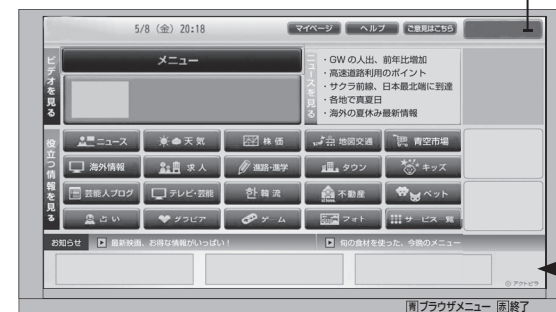 5/8（金）20:18
マイページ
ヘルプ
ご意見はこちら
ビデオを見る
メニュー
ニュースを見る
・GWの人出、前年比増加
・高速道路利用のポイント
・サクラ前線、日本最北端に到達
・各地で真夏日
・海外の夏休み最新情報
役立つ情報を見る
ニュース
天気
株価
地図交通
青空市場
海外情報
求人
進路・進学
タウン
キッズ
芸能人ブログ
テレビ・芸能
韓流
不動産
ペット
占い
グラビア
ゲーム
フォト
サービス一覧
お知らせ
最新映画、お得な情報がいっぱい！
旬の食材を使った、今晩のメニュー
© アクトビラ
青 ブラウザメニュー 赤 終了